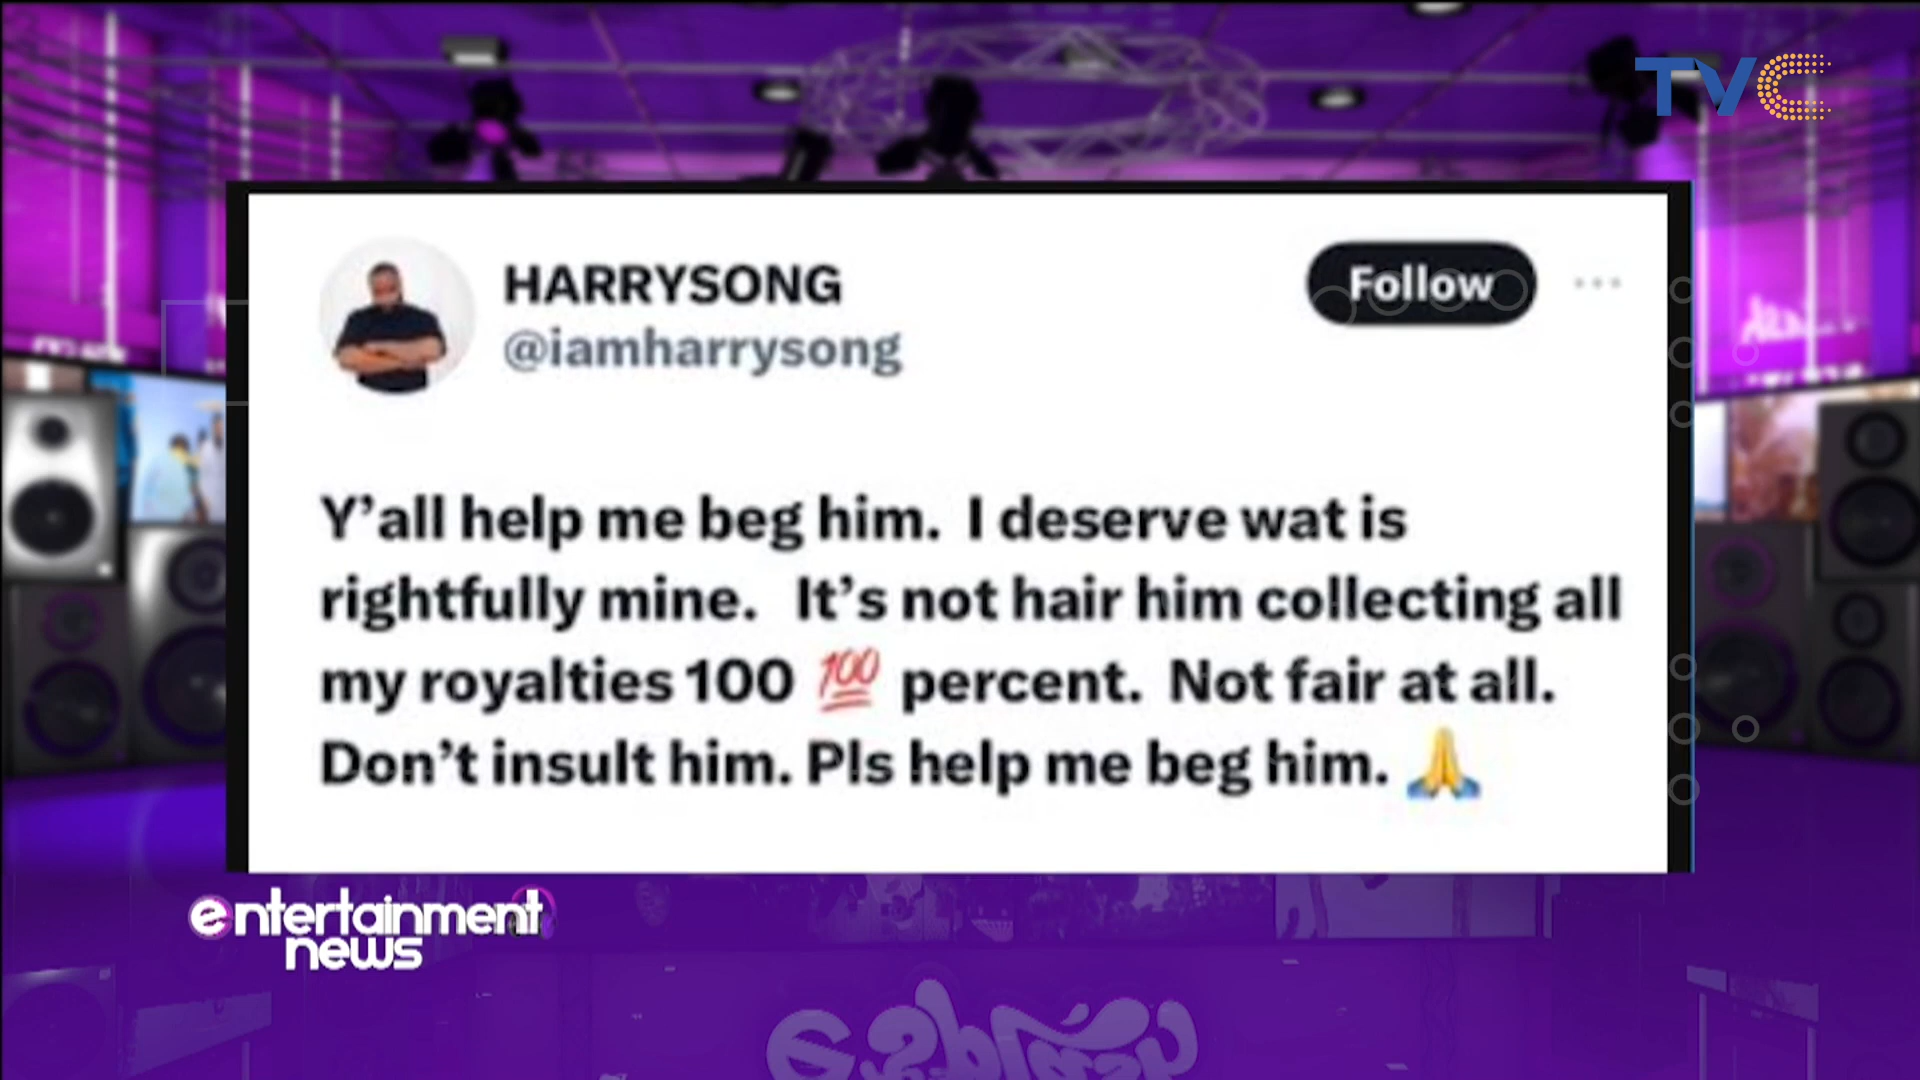 TVC
HARRYSONG
Follow
@iamharrysong
Y’all help me beg him. I deserve wat is
rightfully mine. It’s not hair him collecting all
my royalties 100 💯 percent. Not fair at all.
Don’t insult him. Pls help me beg him. 🙏
entertainment
news